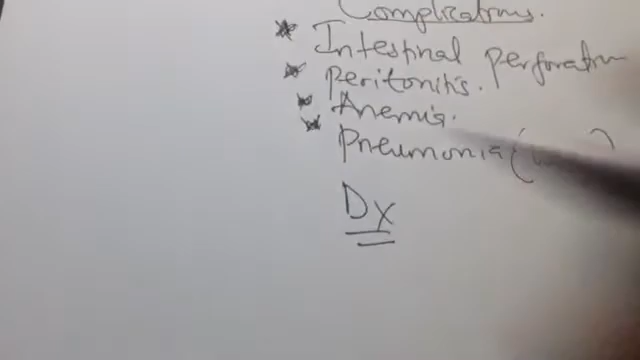 Complications.
* Intestinal perforation
* Peritonitis.
* Anemia.
* Pneumonia (
)
Dx